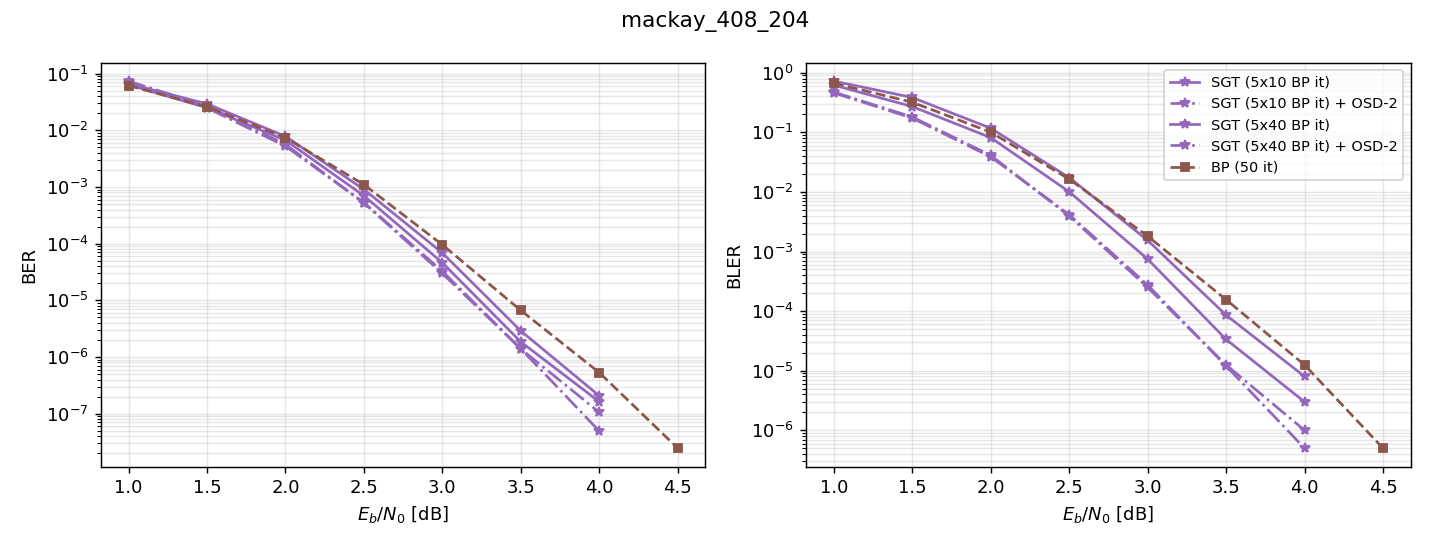 mackay_408_204
10⁻¹
10⁻²
10⁻³
10⁻⁴
10⁻⁵
10⁻⁶
10⁻⁷
BER
1.0 1.5 2.0 2.5 3.0 3.5 4.0 4.5
E_b/N_0 [dB]
10⁰
10⁻¹
10⁻²
10⁻³
10⁻⁴
10⁻⁵
10⁻⁶
BLER
SGT (5x10 BP it)
SGT (5x10 BP it) + OSD-2
SGT (5x40 BP it)
SGT (5x40 BP it) + OSD-2
BP (50 it)
1.0 1.5 2.0 2.5 3.0 3.5 4.0 4.5
E_b/N_0 [dB]